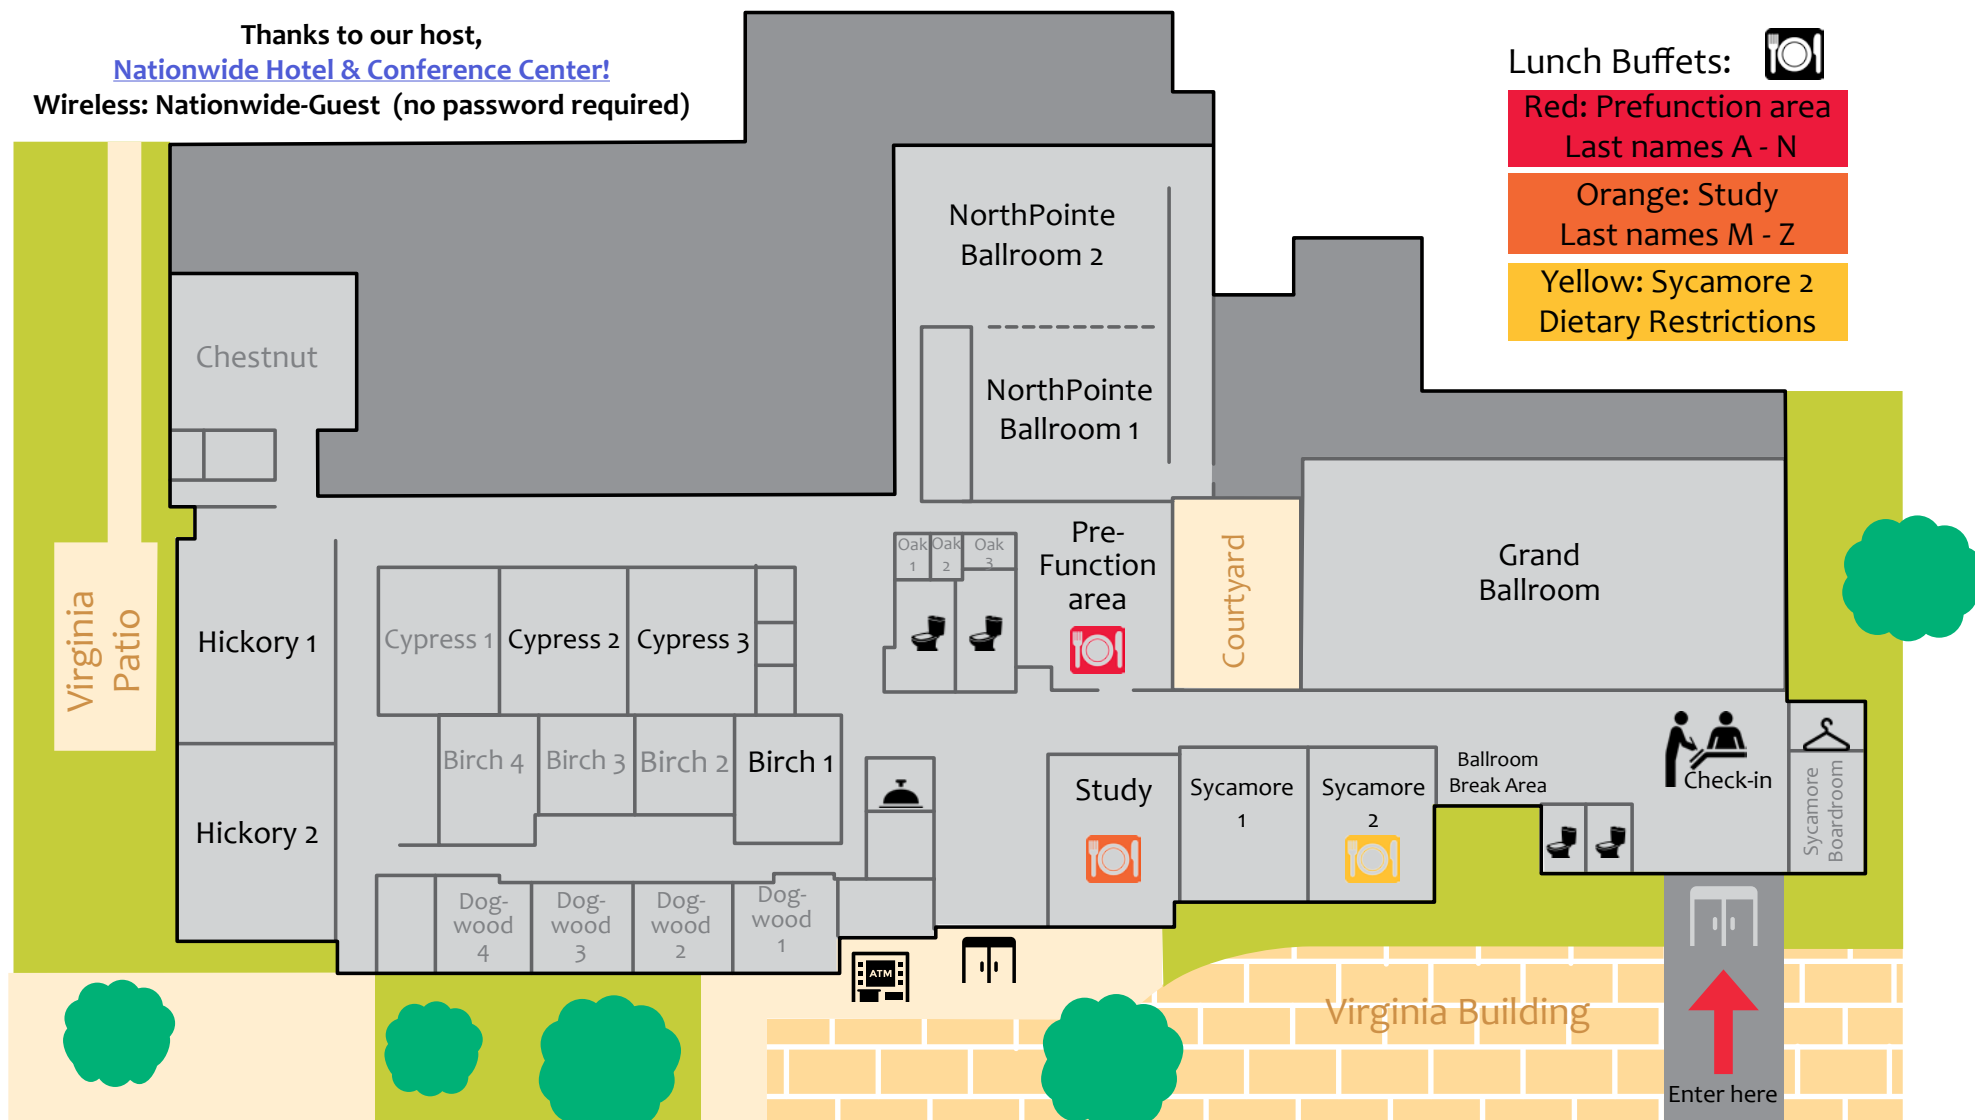 Thanks to our host,
Nationwide Hotel & Conference Center!
Wireless: Nationwide-Guest (no password required)
Lunch Buffets:
Red: Prefunction area
Last names A - N
Orange: Study
Last names M - Z
Yellow: Sycamore 2
Dietary Restrictions
NorthPointe
Ballroom 2
Chestnut
NorthPointe
Ballroom 1
Pre-
Function
area
Oak
1
Oak
2
Oak
3
Courtyard
Grand
Ballroom
Virginia
Patio
Hickory 1
Cypress 1
Cypress 2
Cypress 3
Birch 4
Birch 3
Birch 2
Birch 1
Hickory 2
Study
Sycamore
1
Sycamore
2
Ballroom
Break Area
Check-in
Sycamore
Boardroom
Dog-
wood
4
Dog-
wood
3
Dog-
wood
2
Dog-
wood
1
ATM
Virginia Building
Enter here